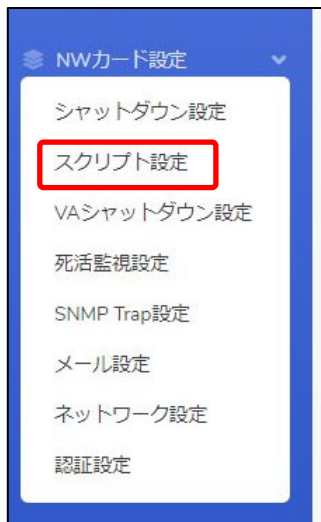 NWカード設定
シャットダウン設定
スクリプト設定
VAシャットダウン設定
死活監視設定
SNMP Trap設定
メール設定
ネットワーク設定
認証設定